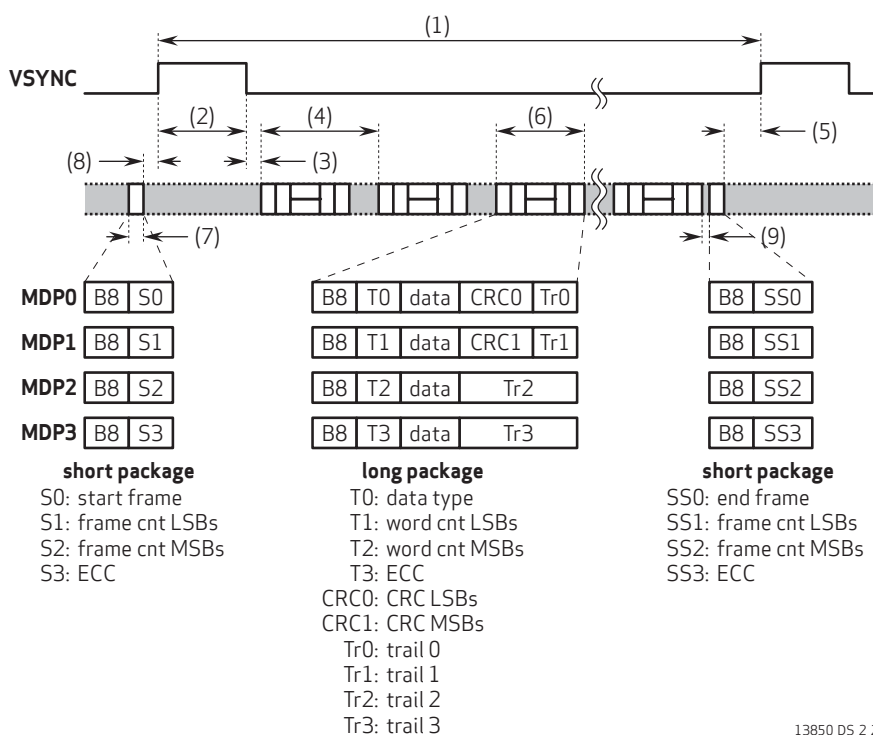 (1)
VSYNC
(2) (4) (6) (5)
(8) (3)
(7) (9)
MDP0 B8 S0 B8 T0 data CRC0 Tr0 B8 SS0
MDP1 B8 S1 B8 T1 data CRC1 Tr1 B8 SS1
MDP2 B8 S2 B8 T2 data Tr2 B8 SS2
MDP3 B8 S3 B8 T3 data Tr3 B8 SS3
short package
S0: start frame
S1: frame cnt LSBs
S2: frame cnt MSBs
S3: ECC
long package
T0: data type
T1: word cnt LSBs
T2: word cnt MSBs
T3: ECC
CRC0: CRC LSBs
CRC1: CRC MSBs
Tr0: trail 0
Tr1: trail 1
Tr2: trail 2
Tr3: trail 3
short package
SS0: end frame
SS1: frame cnt LSBs
SS2: frame cnt MSBs
SS3: ECC
13850 DS 2